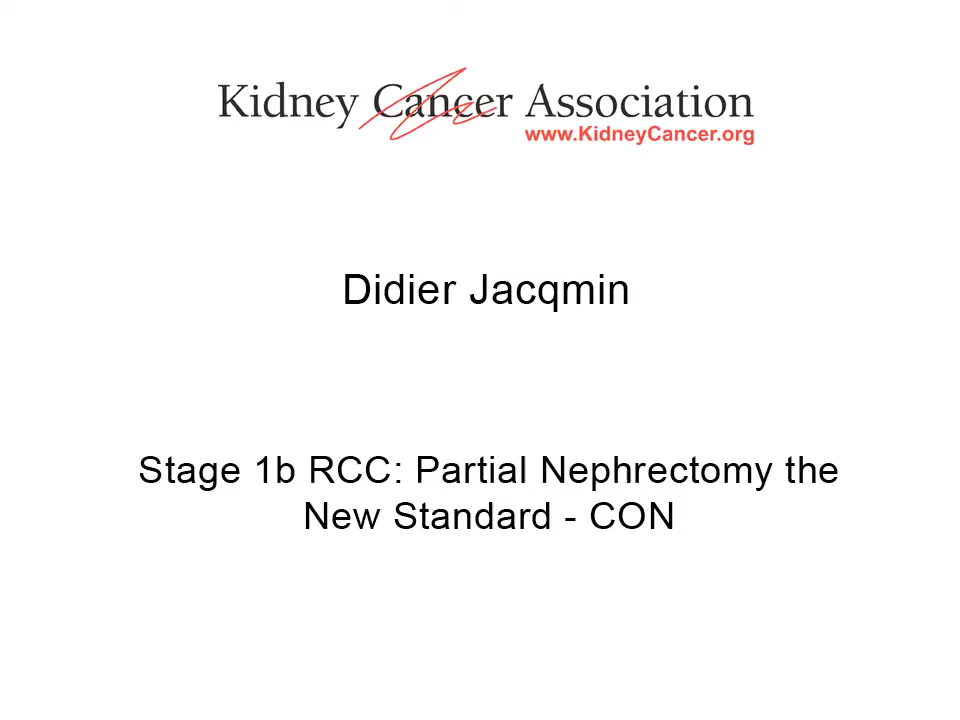 Kidney Cancer Association
www.KidneyCancer.org
Didier Jacqmin
Stage 1b RCC: Partial Nephrectomy the
New Standard - CON